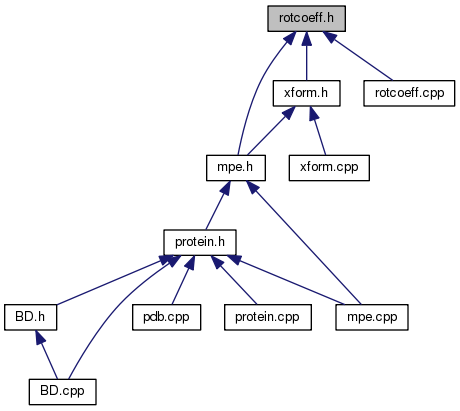 rotcoeff.h
xform.h
rotcoeff.cpp
mpe.h
xform.cpp
protein.h
BD.h
pdb.cpp
protein.cpp
mpe.cpp
BD.cpp